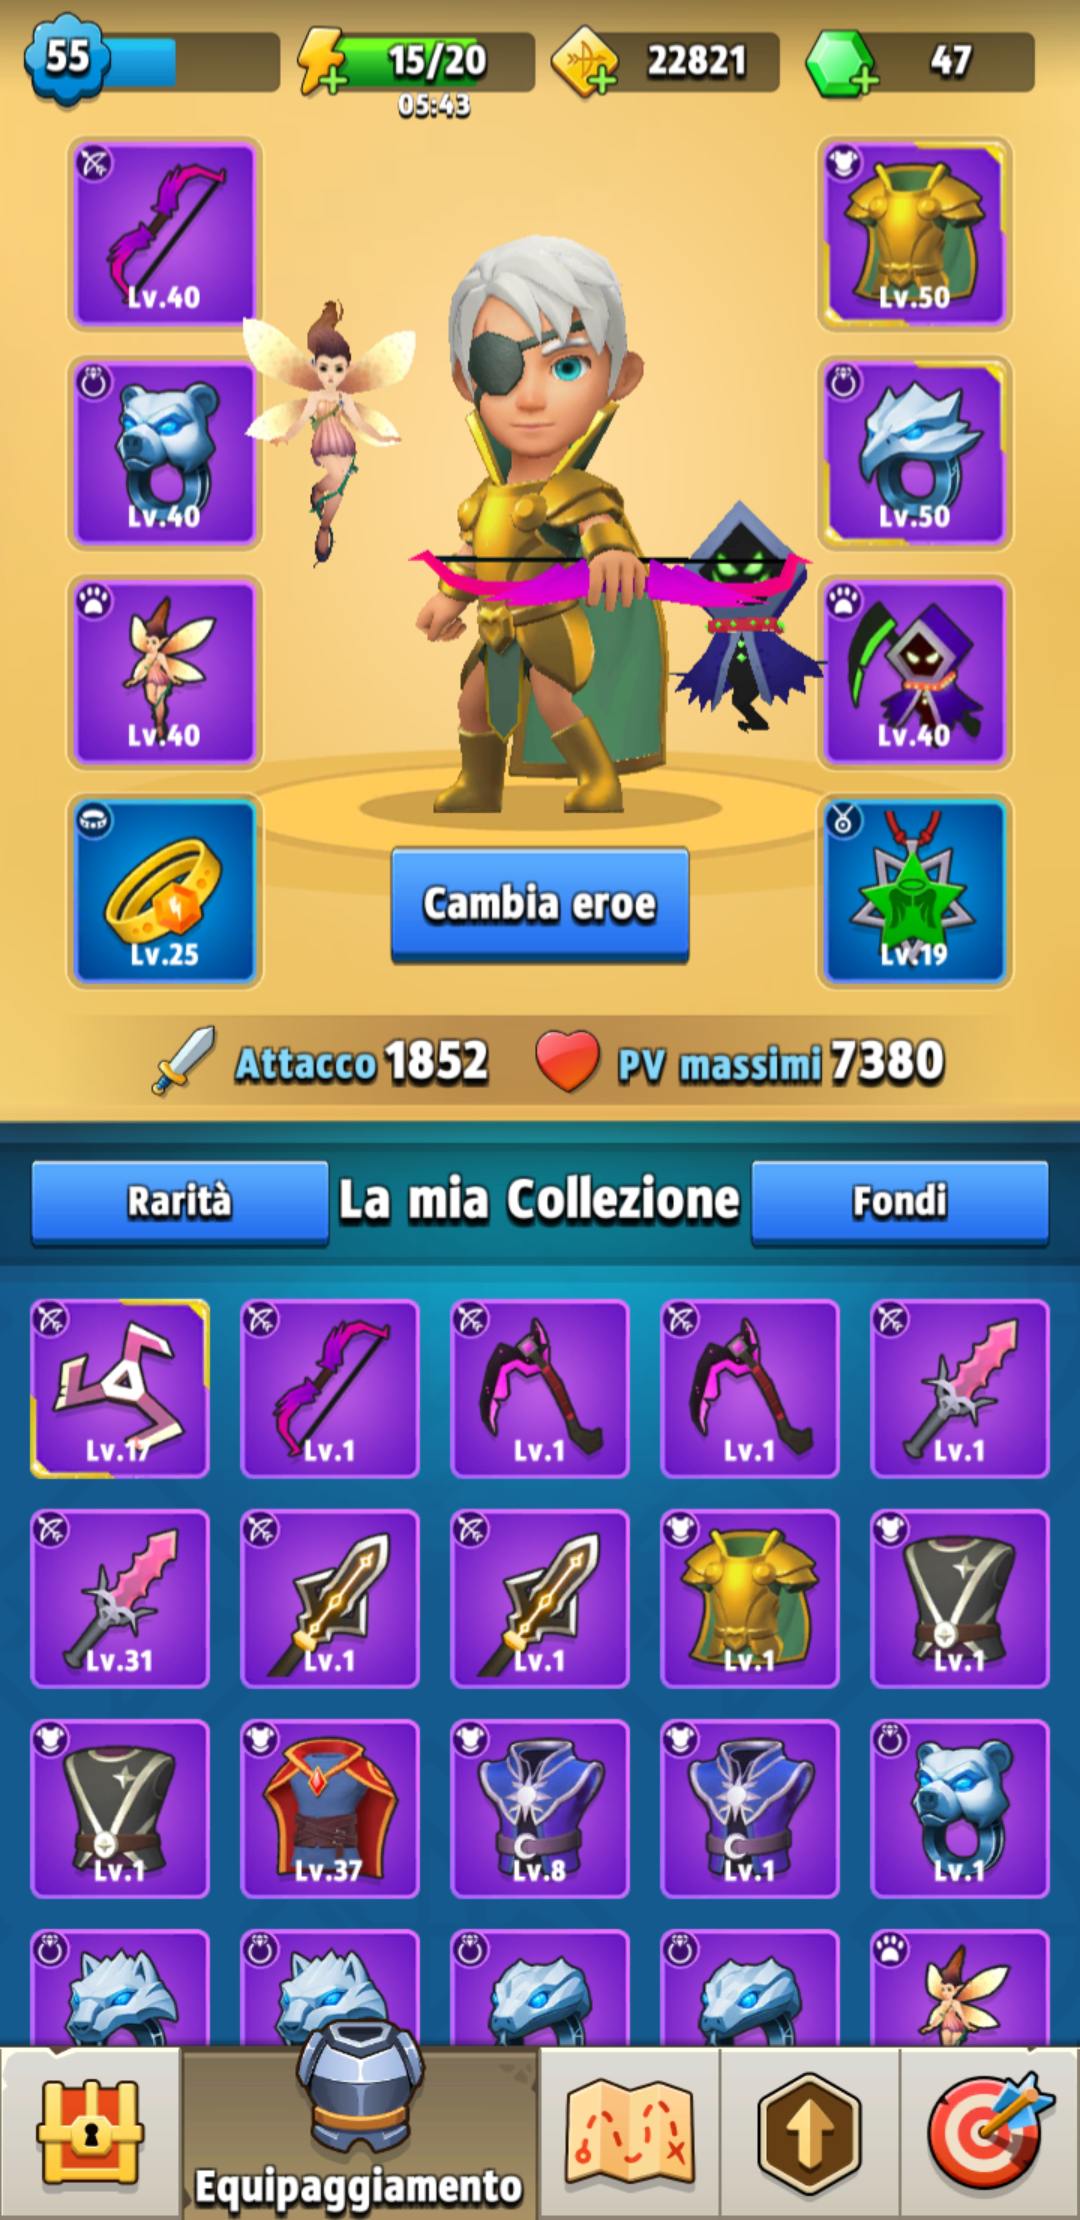 55 15/20 22821 47
05:43
Lv.40 Lv.50
Lv.40 Lv.50
Lv.40 Lv.40
Lv.25 Lv.19
Cambia eroe
Attacco 1852 PV massimi 7380
Rarità La mia Collezione Fondi
Lv.17 Lv.1 Lv.1 Lv.1 Lv.1
Lv.31 Lv.1 Lv.1 Lv.1 Lv.1
Lv.1 Lv.37 Lv.8 Lv.1 Lv.1
Equipaggiamento